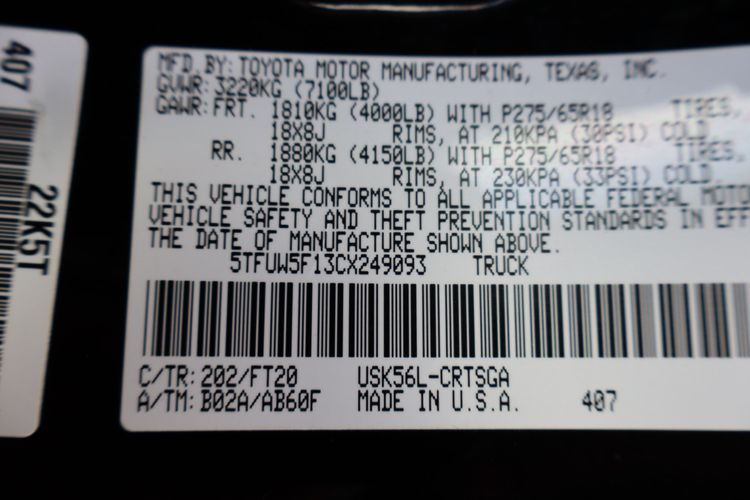 407
22K5T
MFD. BY: TOYOTA MOTOR MANUFACTURING, TEXAS, INC.
GVWR: 3220KG (7100LB)
GAWR: FRT. 1810KG (4000LB) WITH P275/65R18 TIRES,
18X8J RIMS, AT 210KPA (30PSI) COLD
RR. 1880KG (4150LB) WITH P275/65R18 TIRES,
18X8J RIMS, AT 230KPA (33PSI) COLD
THIS VEHICLE CONFORMS TO ALL APPLICABLE FEDERAL MOTO
VEHICLE SAFETY AND THEFT PREVENTION STANDARDS IN EFF
THE DATE OF MANUFACTURE SHOWN ABOVE.
5TFUW5F13CX249093 TRUCK
C/TR: 202/FT20 USK56L-CRTSGA
A/TM: B02A/AB60F MADE IN U.S.A. 407